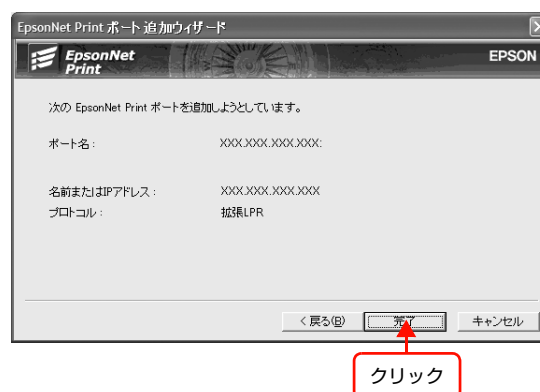 EpsonNet Print ポート追加ウィザード
EpsonNet
Print
EPSON
次の EpsonNet Print ポートを追加しようとしています。
ポート名 : XXX.XXX.XXX.XXX:
名前またはIPアドレス : XXX.XXX.XXX.XXX
プロトコル : 拡張LPR
< 戻る(B) 完了 キャンセル
クリック